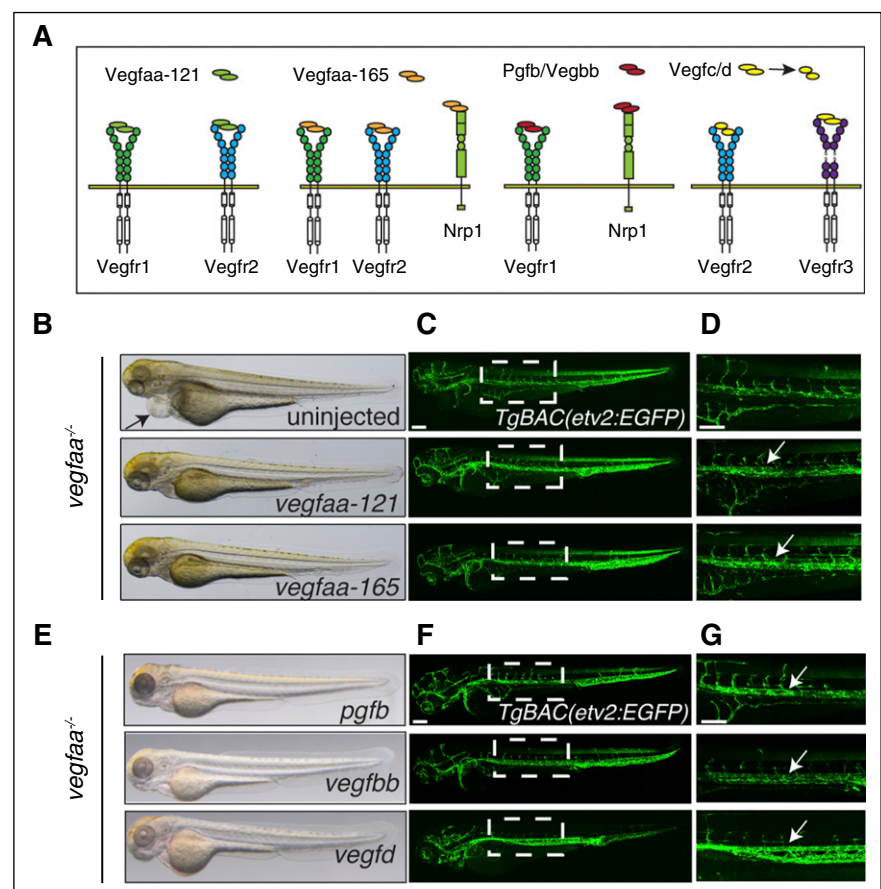 A
Vegfaa-121 Vegfaa-165 Pgfb/Vegbb Vegfc/d
Nrp1 Nrp1
Vegfr1 Vegfr2 Vegfr1 Vegfr2 Vegfr1 Vegfr2 Vegfr3
B C D
vegfaa-/-
uninjected TgBAC(etv2:EGFP)
vegfaa-121
vegfaa-165
E F G
vegfaa-/-
pgfb TgBAC(etv2:EGFP)
vegfbb
vegfd